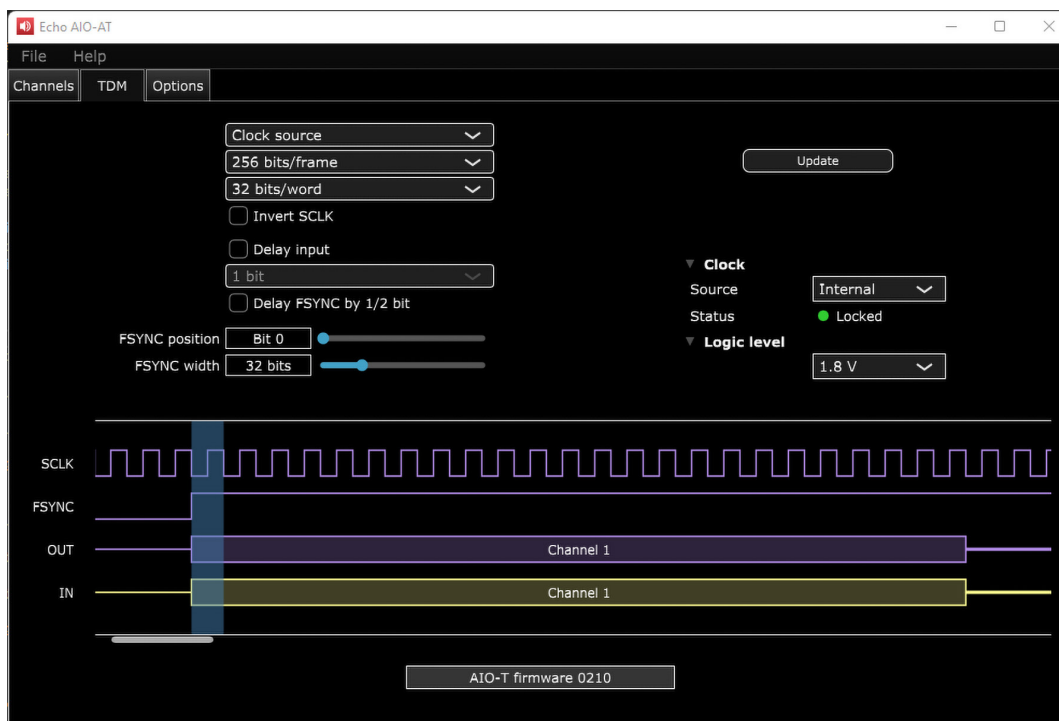 Echo AIO-AT
File Help
Channels TDM Options
Clock source
256 bits/frame
Update
32 bits/word
Invert SCLK
Delay input
1 bit
Delay FSYNC by 1/2 bit
Clock
Source Internal
Status Locked
Logic level
1.8 V
FSYNC position Bit 0
FSYNC width 32 bits
SCLK
FSYNC
OUT Channel 1
IN Channel 1
AIO-T firmware 0210